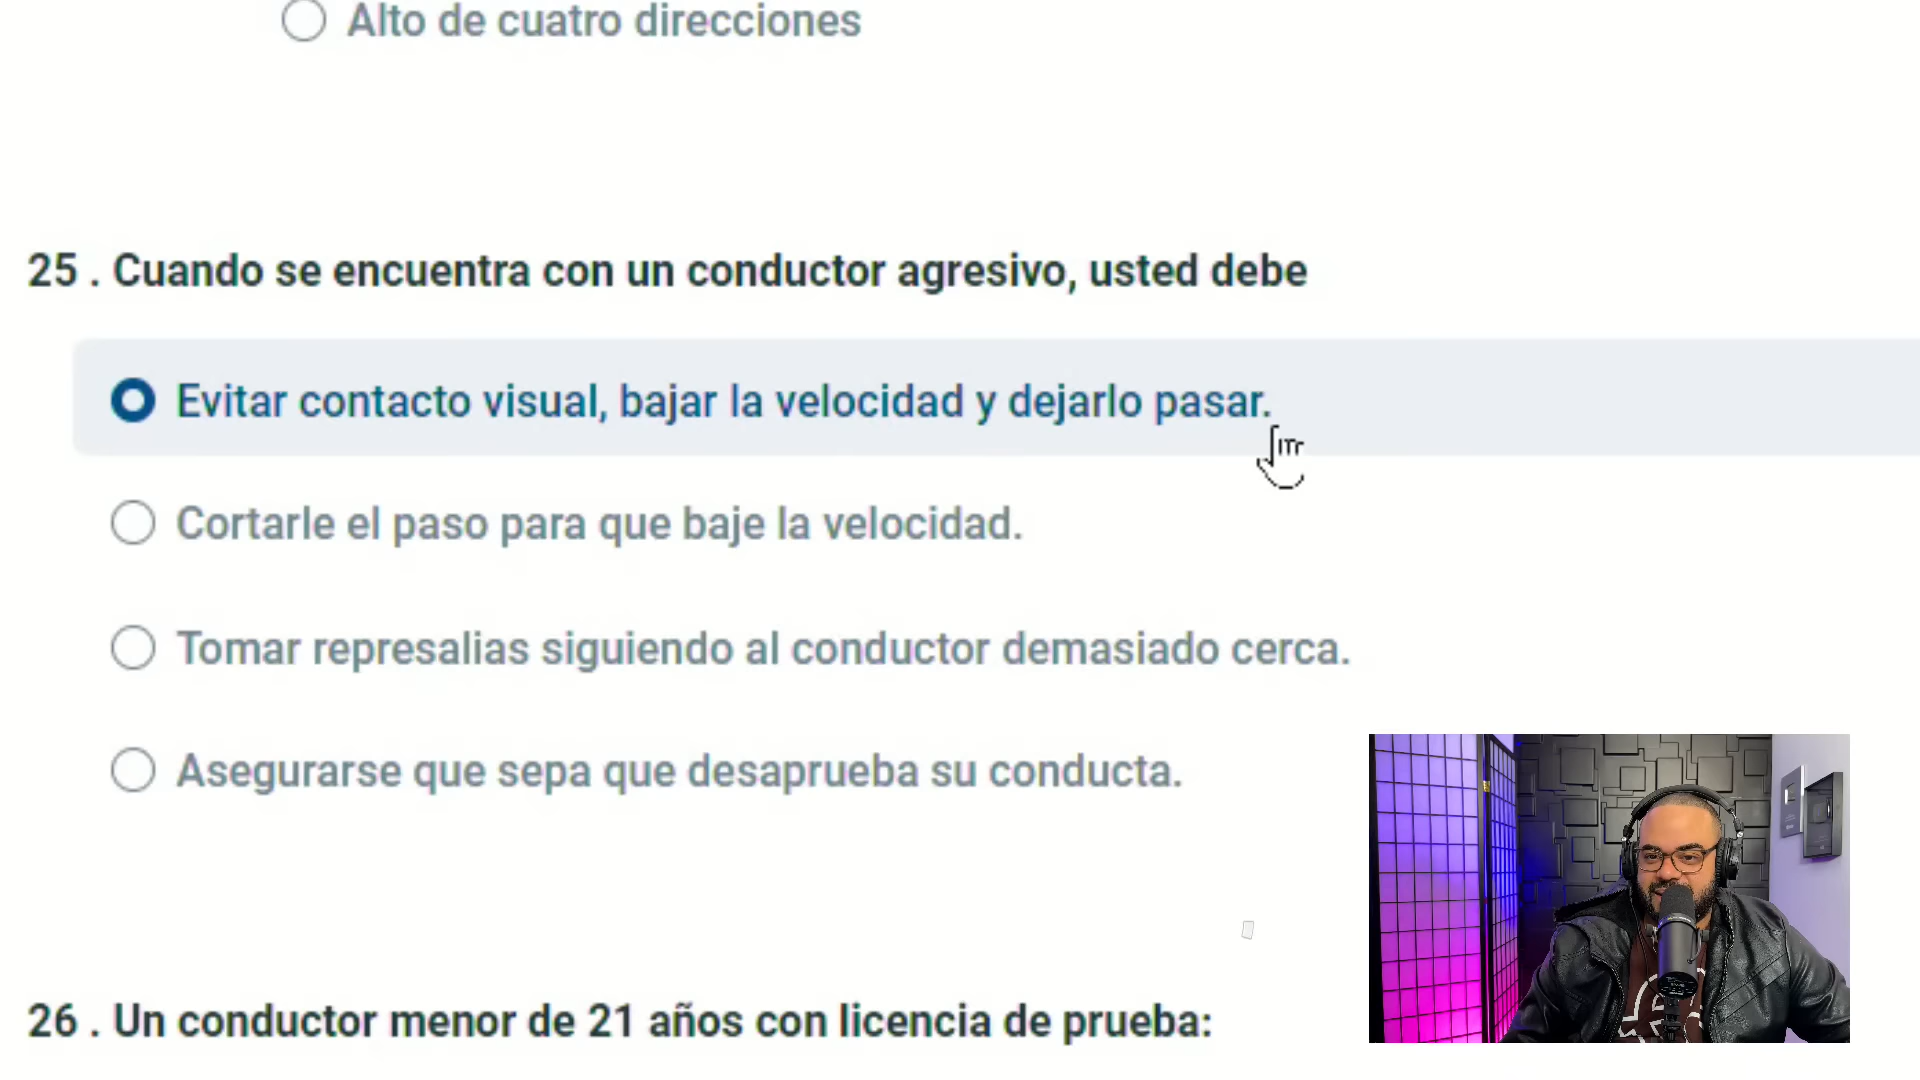 Alto de cuatro direcciones
25 . Cuando se encuentra con un conductor agresivo, usted debe
Evitar contacto visual, bajar la velocidad y dejarlo pasar.
Cortarle el paso para que baje la velocidad.
Tomar represalias siguiendo al conductor demasiado cerca.
Asegurarse que sepa que desaprueba su conducta.
26 . Un conductor menor de 21 años con licencia de prueba: